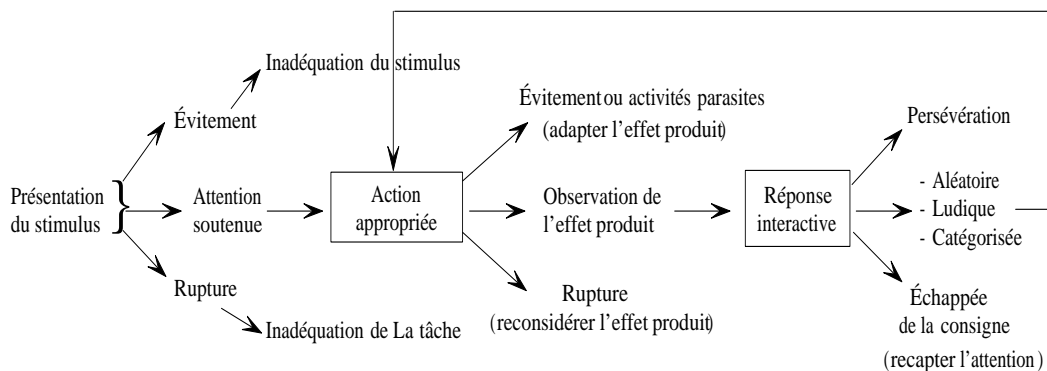 Inadéquation du stimulus
Évitement
Présentation
du stimulus
Attention
soutenue
Rupture
Inadéquation de La tâche
Action
appropriée
Évitement ou activités parasites
(adapter l'effet produit)
Observation de
l'effet produit
Rupture
(reconsidérer l'effet produit)
Réponse
interactive
Persévération
- Aléatoire
- Ludique
- Catégorisée
Échappée
de la consigne
(recapter l'attention)